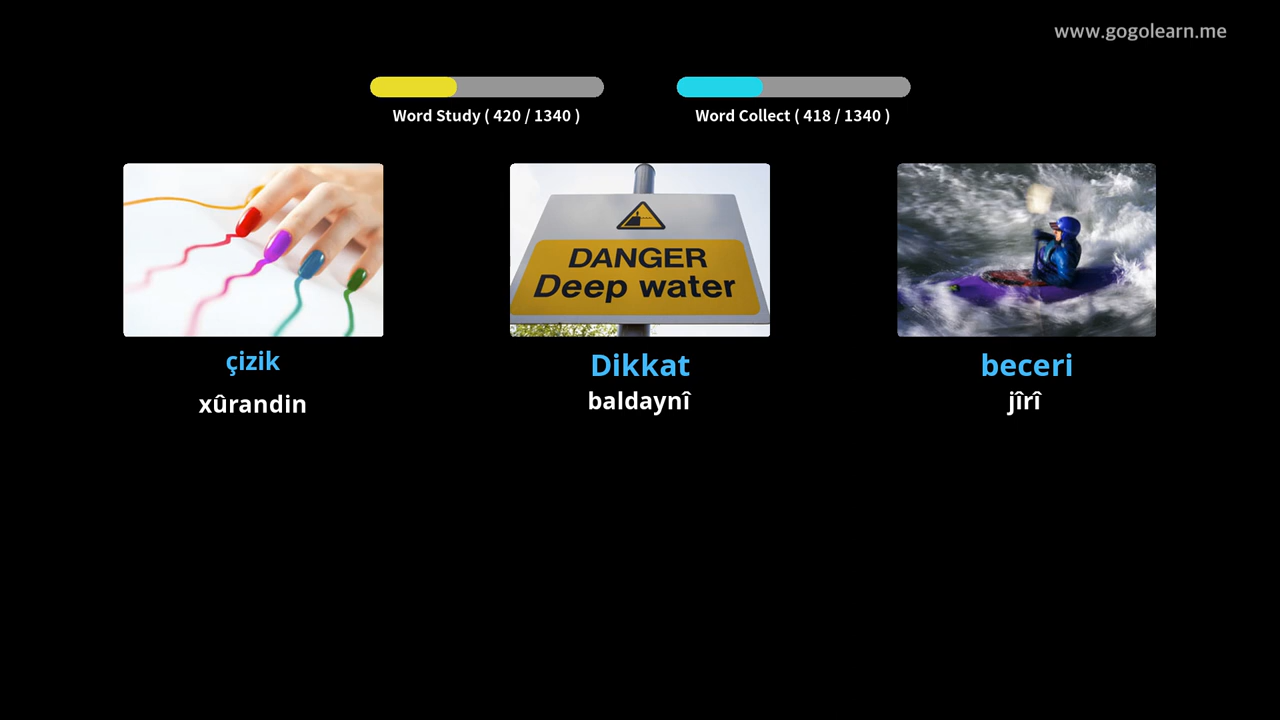 www.gogolearn.me
Word Study ( 420 / 1340 )
Word Collect ( 418 / 1340 )
DANGER
Deep water
çizik
Dikkat
beceri
xûrandin
baldaynî
jîrî